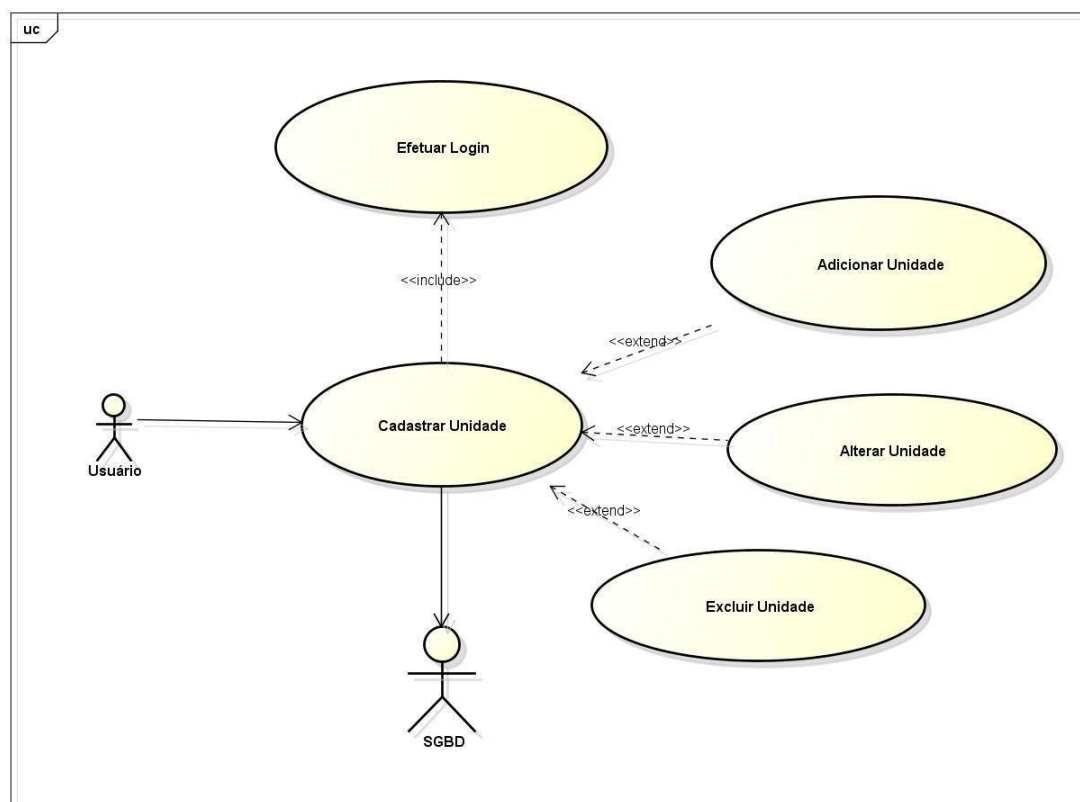 uc
Efetuar Login
Adicionar Unidade
<<include>>
<<extend>>
Cadastrar Unidade
<<extend>>
Alterar Unidade
Usuário
<<extend>>
Excluir Unidade
SGBD